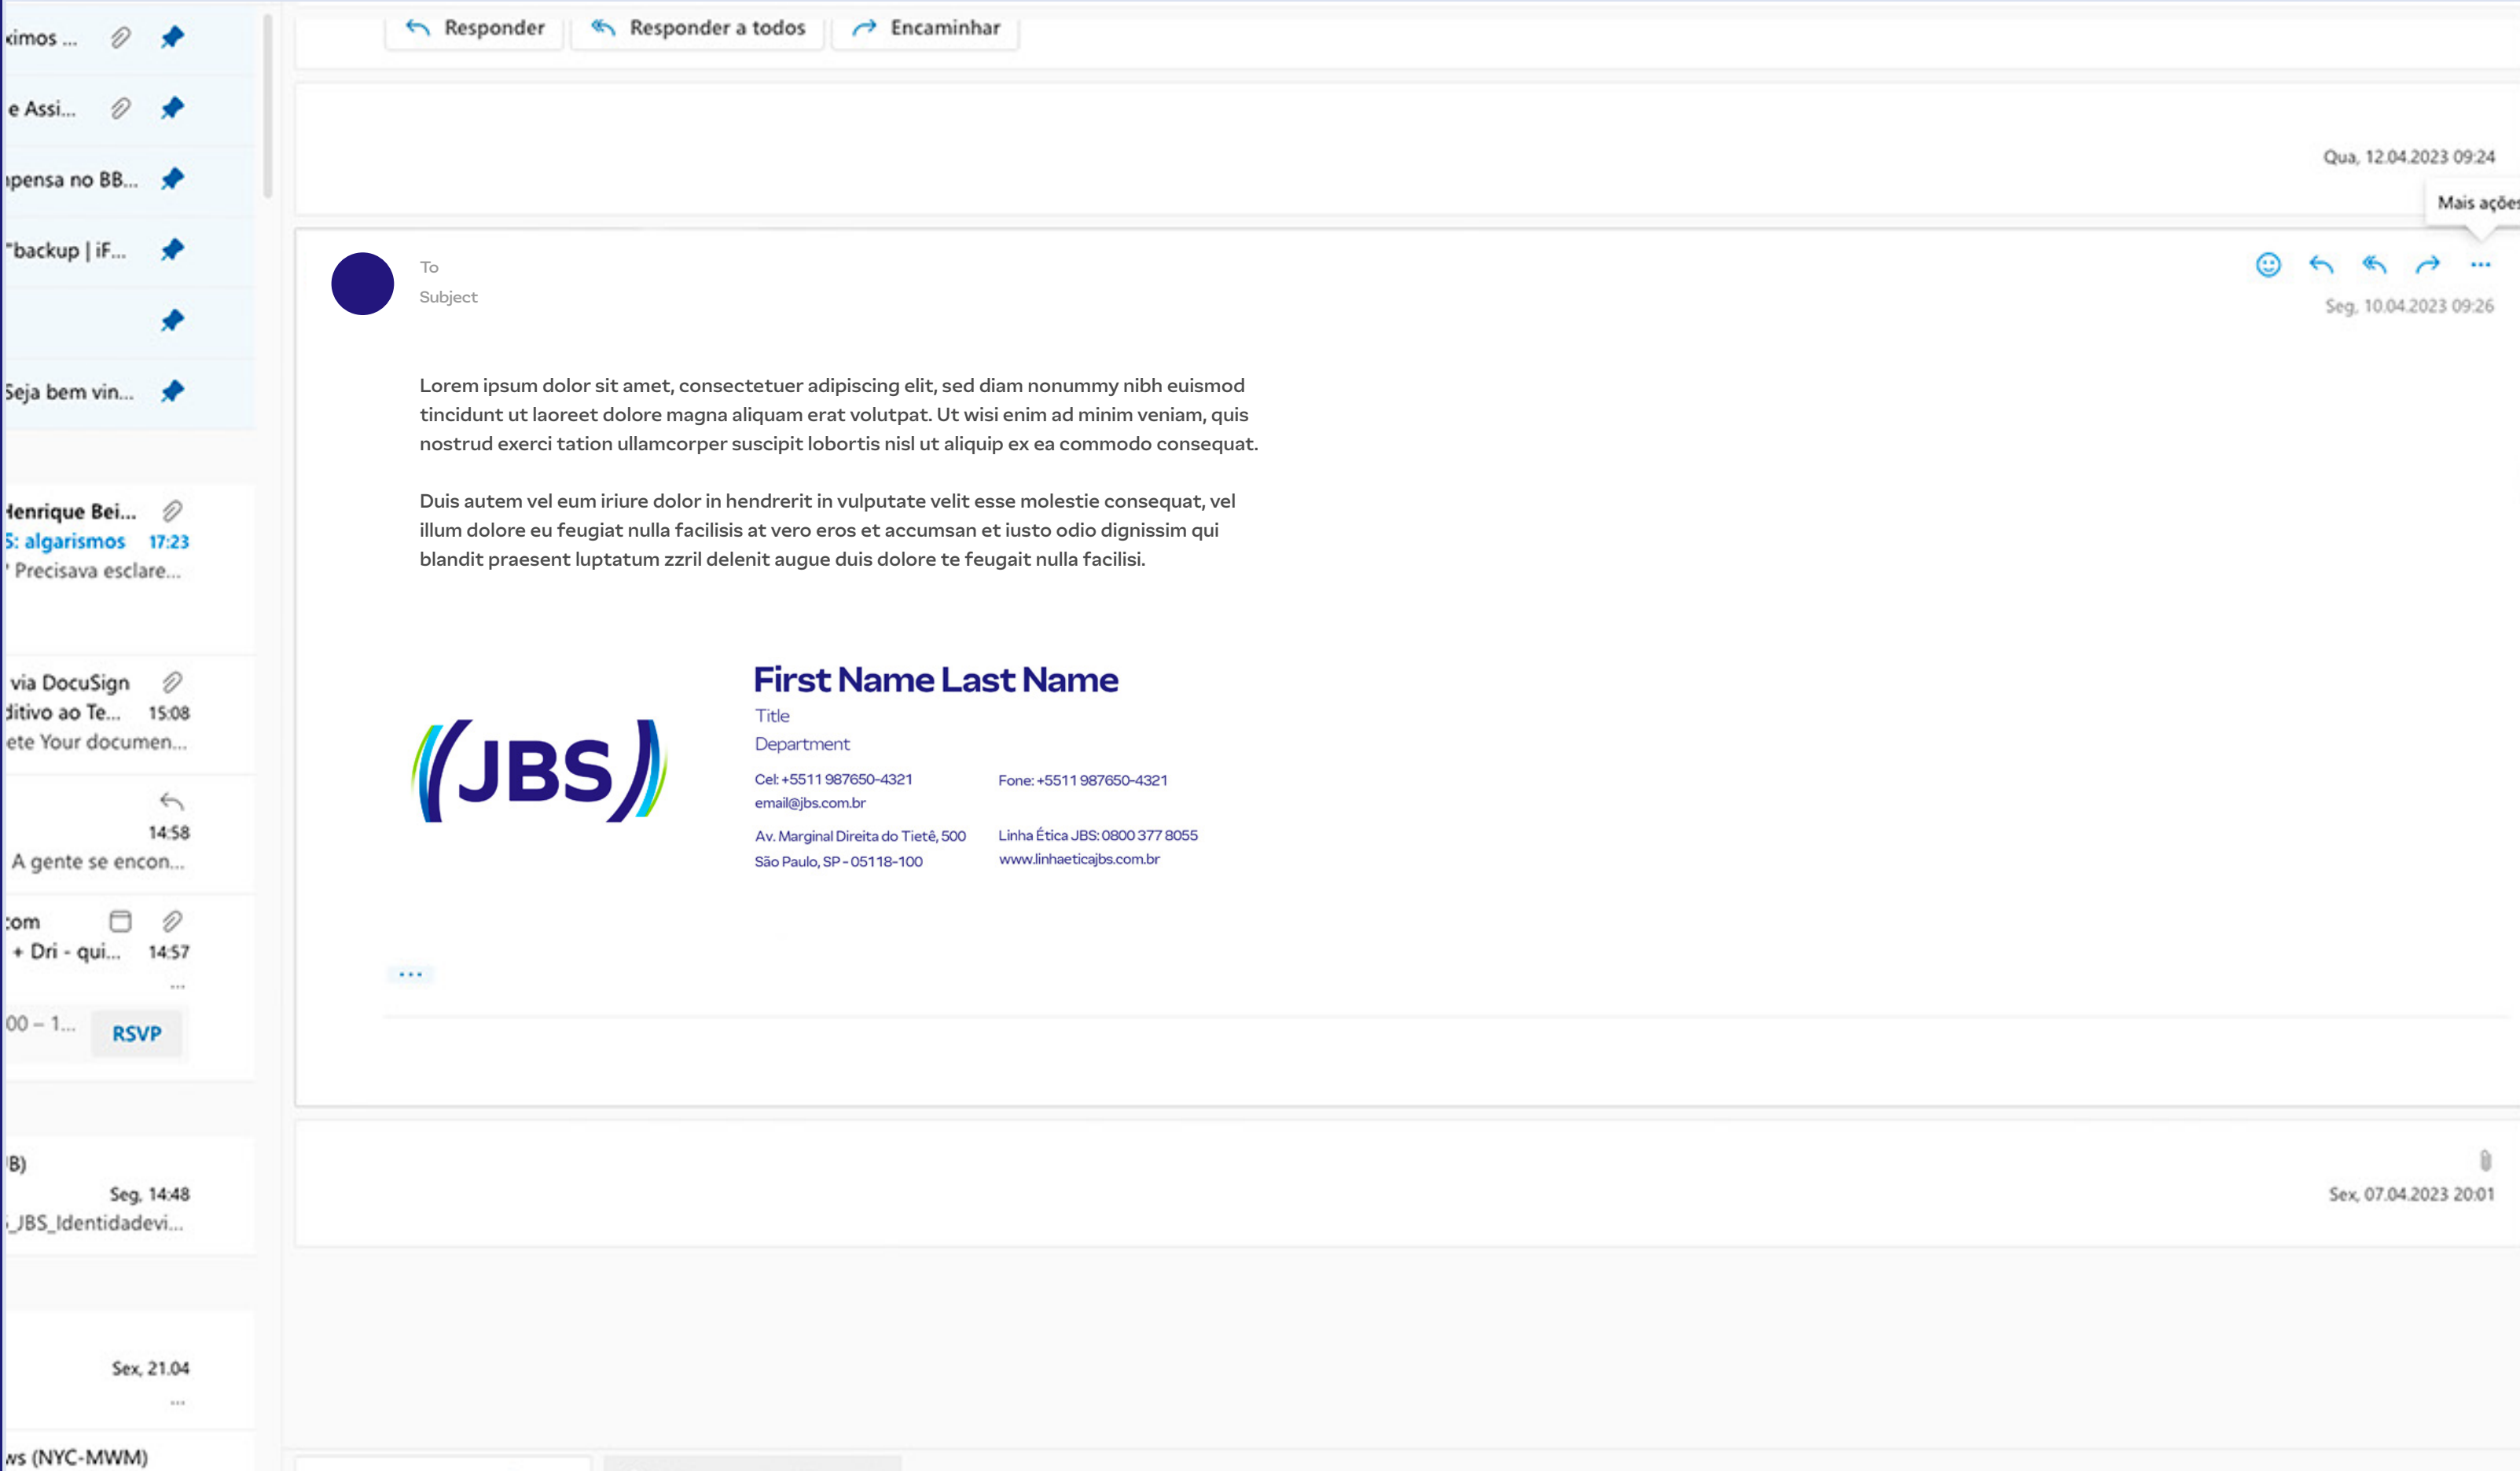 ximos ...
e Assi...
npensa no BB...
"backup | iF...
Seja bem vin...
Henrique Bei...
S: algarismos 17:23
? Precisava esclare...
via DocuSign
ditivo ao Te... 15:08
ete Your documen...
14:58
A gente se encon...
com
+ Dri - qui... 14:57
...
00 – 1... RSVP
B)
Seg, 14:48
_JBS_Identidadevi...
Sex, 21.04
...
ws (NYC-MWM)
Responder Responder a todos Encaminhar
Qua, 12.04.2023 09:24
Mais ações
To
Subject
Seg, 10.04.2023 09:26
Lorem ipsum dolor sit amet, consectetuer adipiscing elit, sed diam nonummy nibh euismod
tincidunt ut laoreet dolore magna aliquam erat volutpat. Ut wisi enim ad minim veniam, quis
nostrud exerci tation ullamcorper suscipit lobortis nisl ut aliquip ex ea commodo consequat.
Duis autem vel eum iriure dolor in hendrerit in vulputate velit esse molestie consequat, vel
illum dolore eu feugiat nulla facilisis at vero eros et accumsan et iusto odio dignissim qui
blandit praesent luptatum zzril delenit augue duis dolore te feugait nulla facilisi.
(JBS)
First Name Last Name
Title
Department
Cel: +5511 987650-4321
email@jbs.com.br
Fone: +5511 987650-4321
Av. Marginal Direita do Tietê, 500
São Paulo, SP - 05118-100
Linha Ética JBS: 0800 377 8055
www.linhaeticajbs.com.br
...
Sex, 07.04.2023 20:01